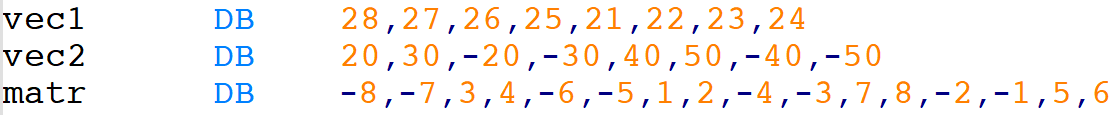 vec1 DB 28,27,26,25,21,22,23,24
vec2 DB 20,30,-20,-30,40,50,-40,-50
matr DB -8,-7,3,4,-6,-5,1,2,-4,-3,7,8,-2,-1,5,6